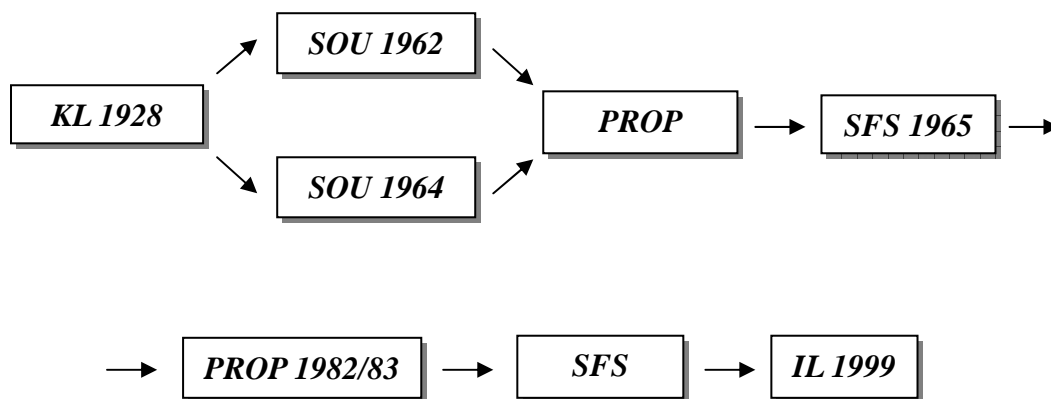 KL 1928
SOU 1962
SOU 1964
PROP
SFS 1965
PROP 1982/83
SFS
IL 1999